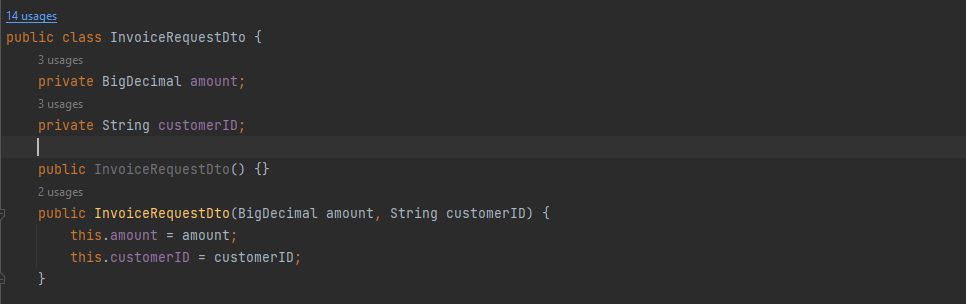 14 usages
public class InvoiceRequestDto {
3 usages
private BigDecimal amount;
3 usages
private String customerID;
public InvoiceRequestDto() {}
2 usages
public InvoiceRequestDto(BigDecimal amount, String customerID) {
this.amount = amount;
this.customerID = customerID;
}